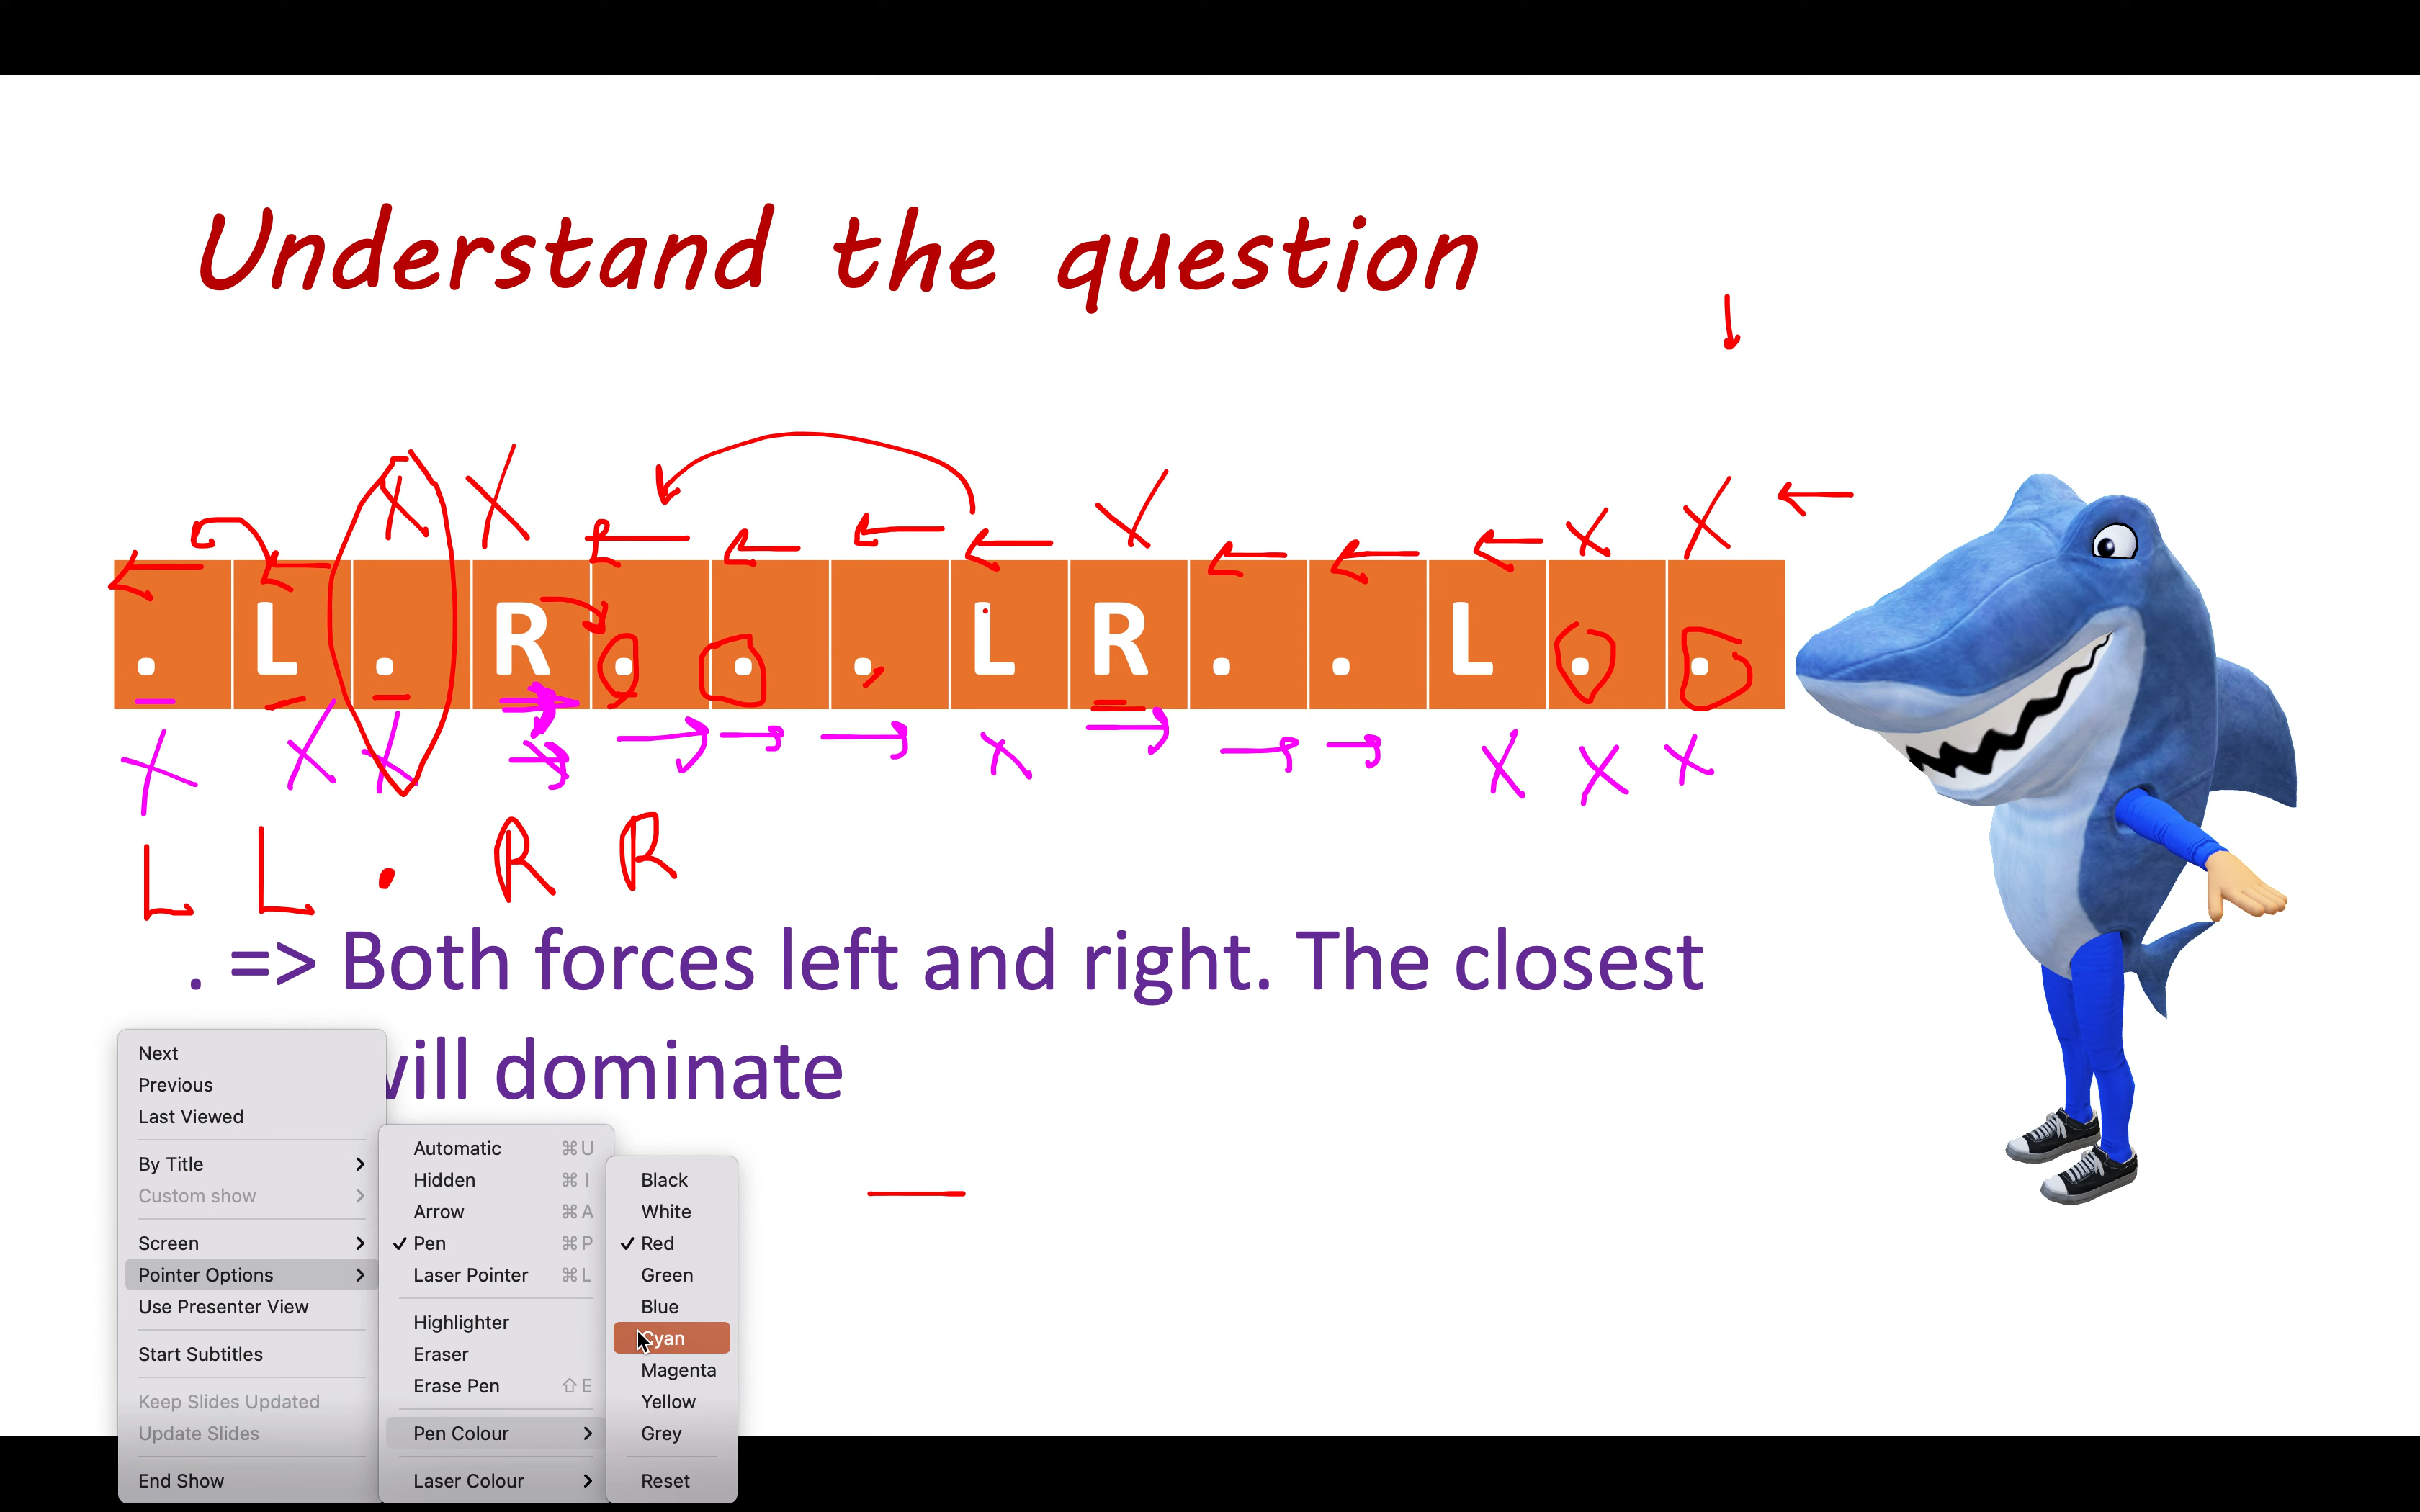 Understand the question
X X X X X
. L . R . . . L R . . L . .
X X X X X X X
L L . R R
. => Both forces left and right. The closest
will dominate
Next
Previous
Last Viewed
By Title
Custom show
Screen
Pointer Options
Use Presenter View
Start Subtitles
Keep Slides Updated
Update Slides
End Show
Automatic ⌘U
Hidden ⌘I
Arrow ⌘A
✓ Pen ⌘P
Laser Pointer ⌘L
Highlighter
Eraser
Erase Pen ⇧E
Pen Colour
Laser Colour
Black
White
✓ Red
Green
Blue
Cyan
Magenta
Yellow
Grey
Reset